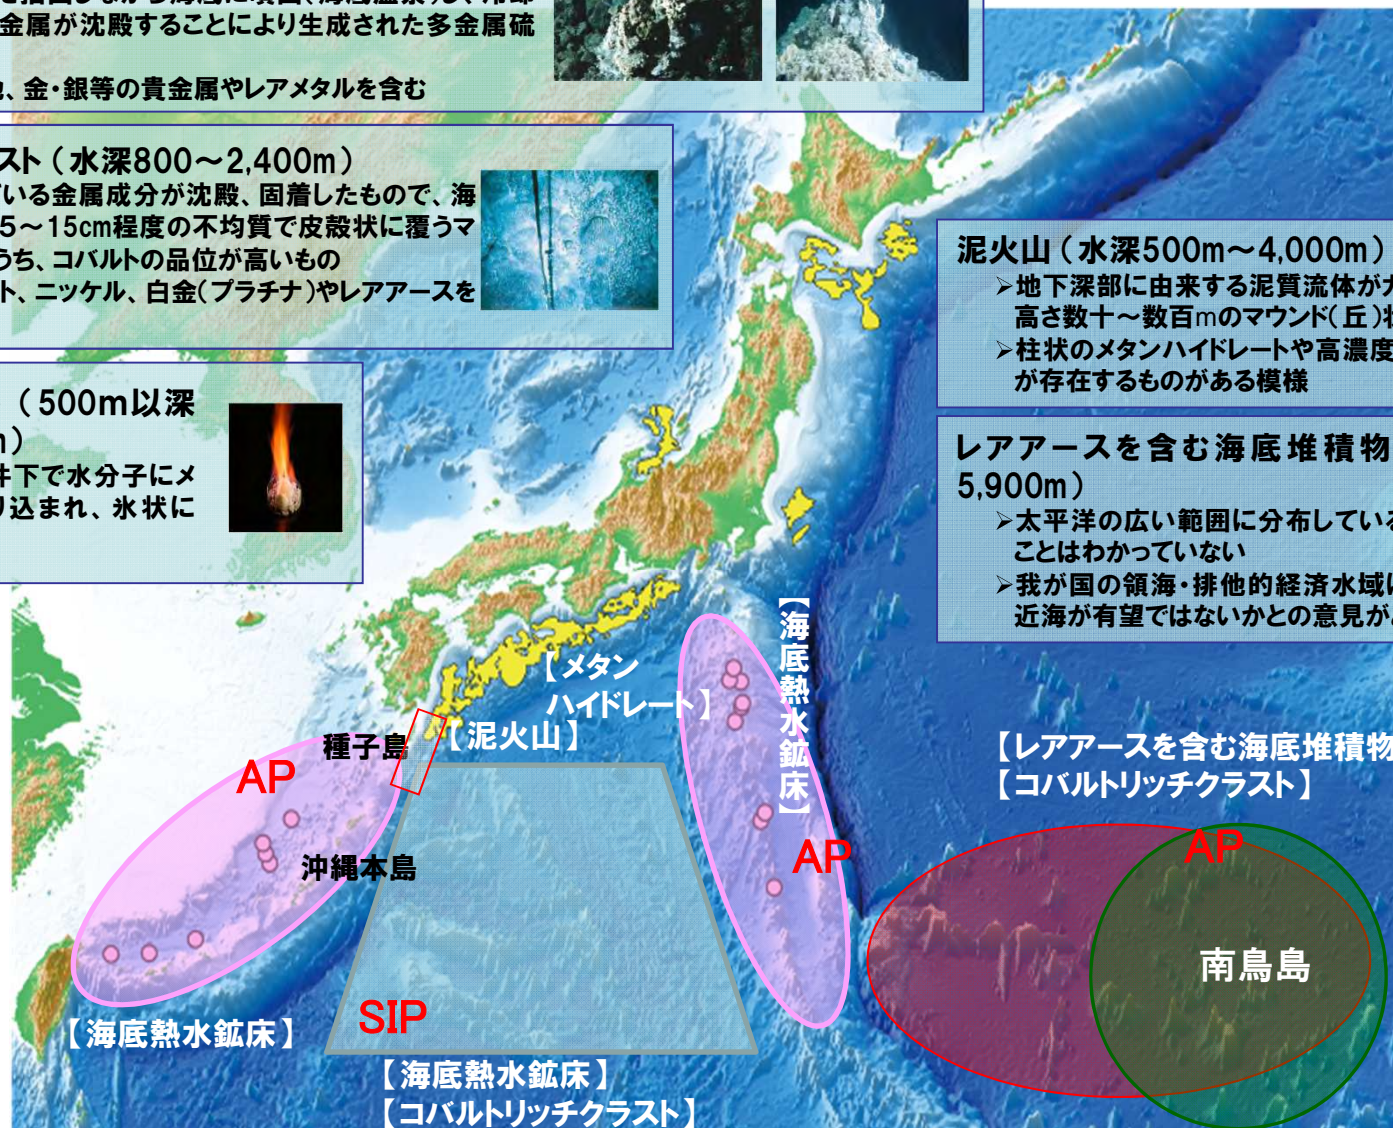 金属が沈殿することにより生成された多金属硫
、金・銀等の貴金属やレアメタルを含む
スト（水深800～2,400m）
いる金属成分が沈殿、固着したもので、海
5～15cm程度の不均質で皮殻状に覆うマ
うち、コバルトの品位が高いもの
ト、ニッケル、白金(プラチナ)やレアアースを
（500m以深
m）
件下で水分子にメ
り込まれ、氷状に
泥火山（水深500m～4,000m）
➢地下深部に由来する泥質流体が
高さ数十～数百mのマウンド(丘)
➢柱状のメタンハイドレートや高濃度
が存在するものがある模様
レアアースを含む海底堆積物
5,900m）
➢太平洋の広い範囲に分布している
ことはわかっていない
➢我が国の領海・排他的経済水域
近海が有望ではないかとの意見が
【海底熱水鉱床】
【メタン
ハイドレート】
【泥火山】
種子島
AP
沖縄本島
AP
【レアアースを含む海底堆積物
【コバルトリッチクラスト】
AP
南鳥島
SIP
【海底熱水鉱床】
【海底熱水鉱床】
【コバルトリッチクラスト】